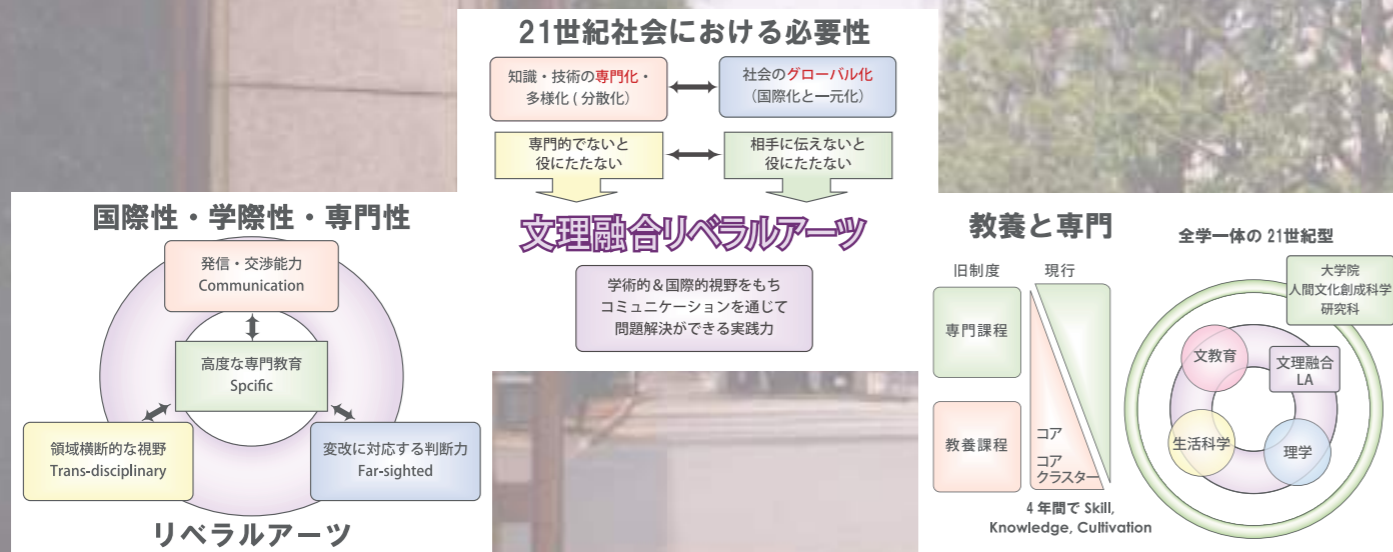 21世紀社会における必要性
知識・技術の専門化・
多様化 ( 分散化）
社会のグローバル化
（国際化と一元化）
専門的でないと
役にたたない
相手に伝えないと
役にたたない
文理融合リベラルアーツ
学術的＆国際的視野をもち
コミュニケーションを通じて
問題解決ができる実践力
国際性・学際性・専門性
発信・交渉能力
Communication
高度な専門教育
Spcific
領域横断的な視野
Trans-disciplinary
変改に対応する判断力
Far-sighted
リベラルアーツ
教養と専門
旧制度
現行
専門課程
教養課程
コア
コア
クラスター
4 年間で Skill,
Knowledge, Cultivation
全学一体の 21世紀型
大学院
人間文化創成科学
研究科
文教育
文理融合
LA
生活科学
理学